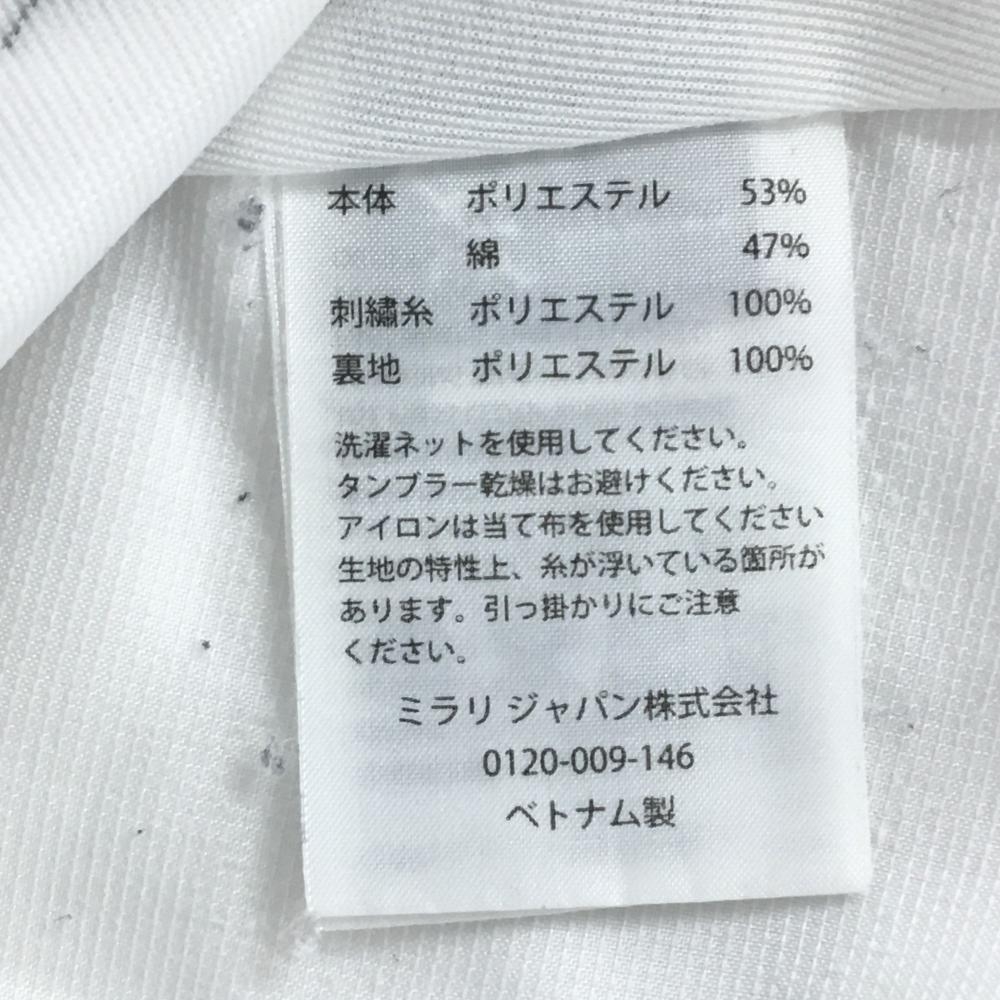 本体 ポリエステル 53%
綿 47%
刺繍糸 ポリエステル 100%
裏地 ポリエステル 100%
洗濯ネットを使用してください。
タンブラー乾燥はお避けください。
アイロンは当て布を使用してください
生地の特性上、糸が浮いている箇所が
あります。引っ掛かりにご注意
ください。
ミラリ ジャパン株式会社
0120-009-146
ベトナム製